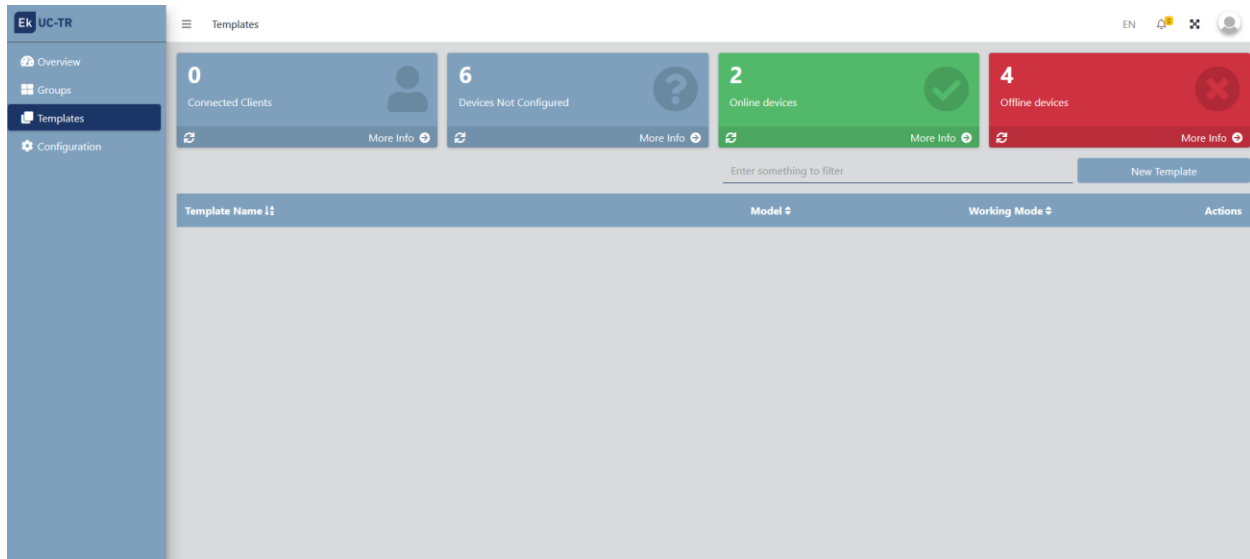 Ek UC-TR
Templates
EN
0
Overview
Groups
Templates
Configuration
0
Connected Clients
More Info
6
Devices Not Configured
More Info
2
Online devices
More Info
4
Offline devices
More Info
Enter something to filter
New Template
Template Name Model Working Mode Actions